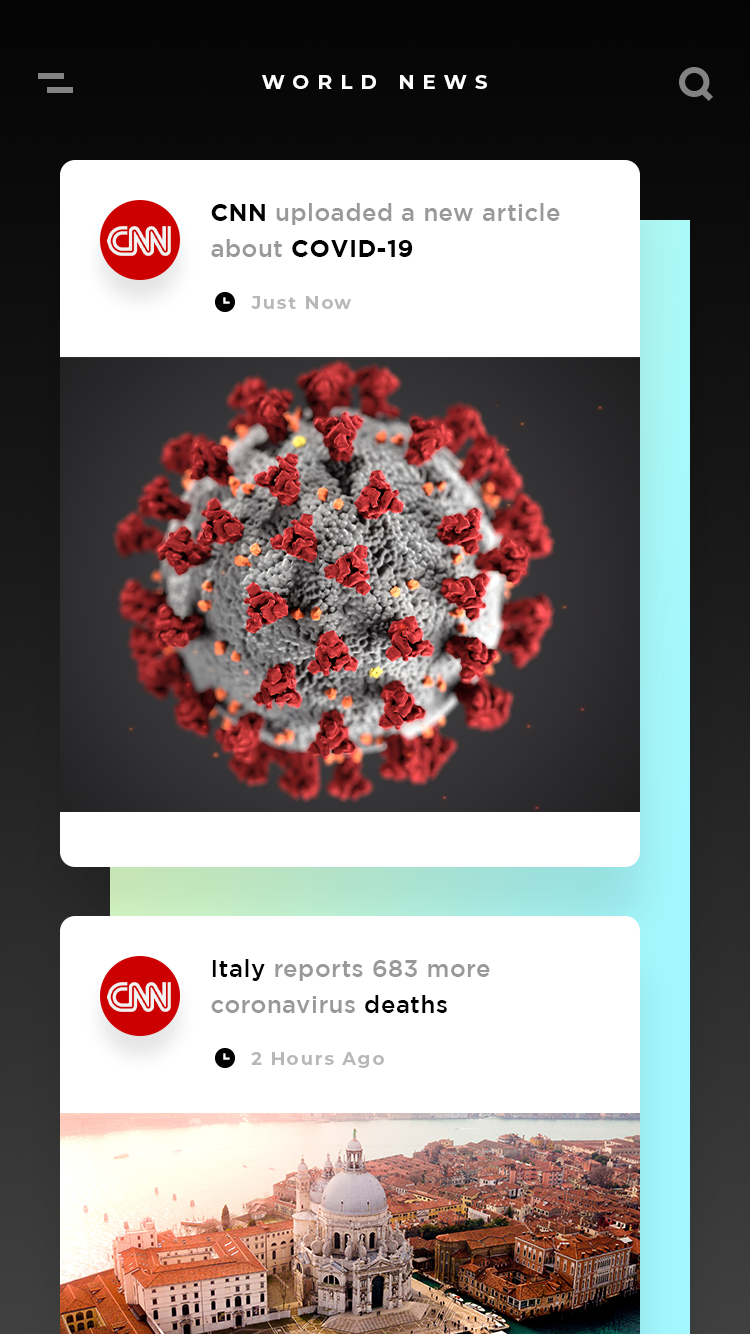 WORLD NEWS
CNN
CNN uploaded a new article
about COVID-19
Just Now
CNN
Italy reports 683 more
coronavirus deaths
2 Hours Ago